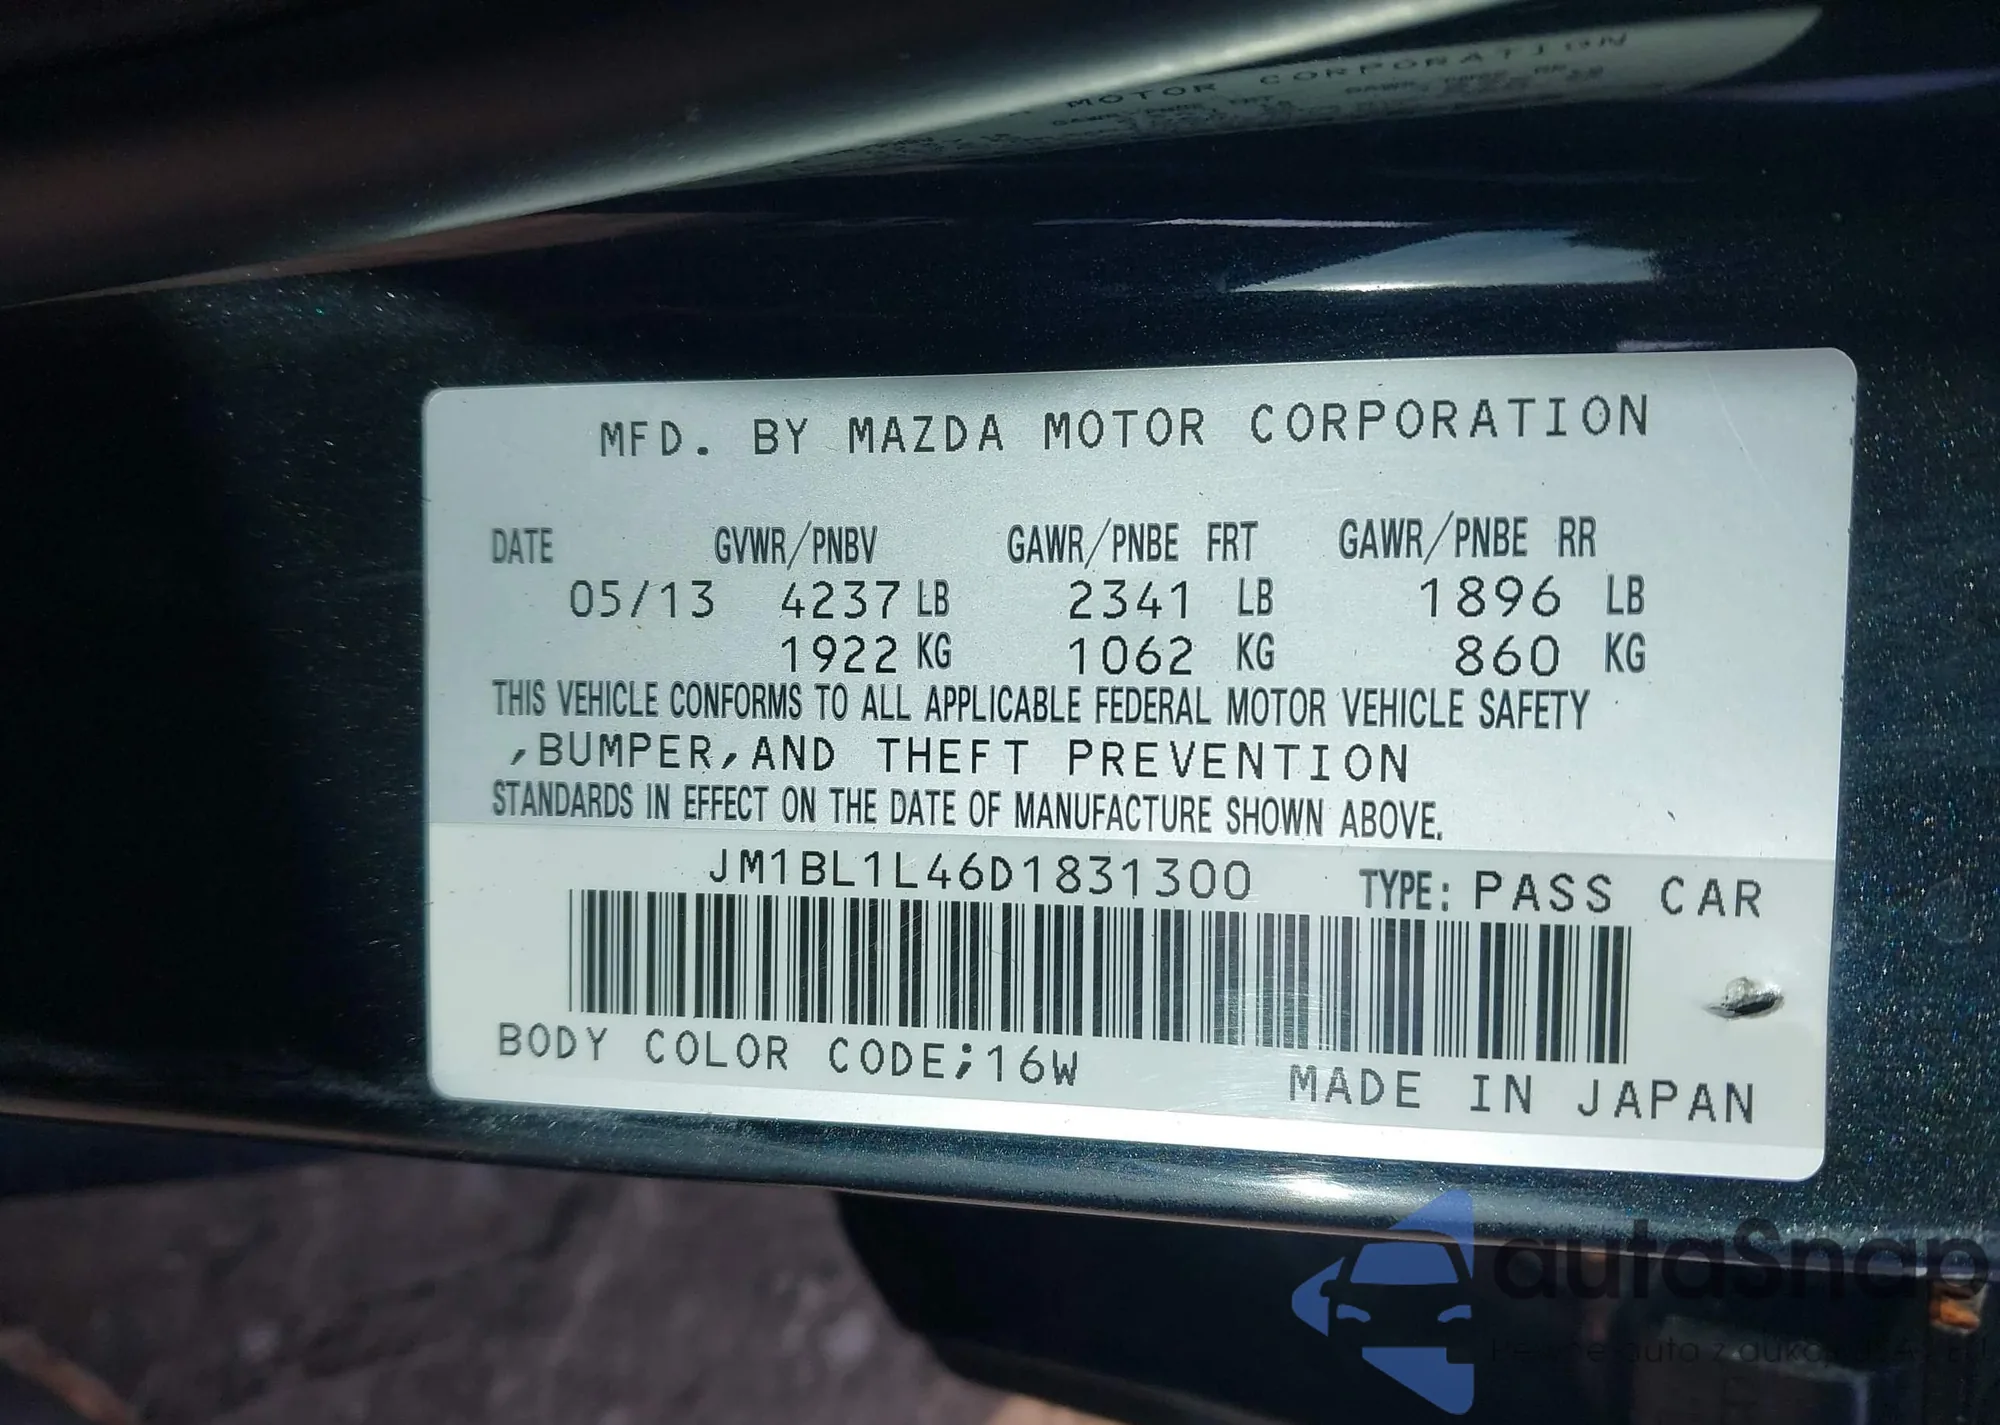 MOTOR CORPORATION
MFD. BY MAZDA MOTOR CORPORATION
DATE GVWR/PNBV GAWR/PNBE FRT GAWR/PNBE RR
05/13 4237 LB 2341 LB 1896 LB
1922 KG 1062 KG 860 KG
THIS VEHICLE CONFORMS TO ALL APPLICABLE FEDERAL MOTOR VEHICLE SAFETY
,BUMPER,AND THEFT PREVENTION
STANDARDS IN EFFECT ON THE DATE OF MANUFACTURE SHOWN ABOVE.
JM1BL1L46D1831300 TYPE: PASS CAR
BODY COLOR CODE;16W
MADE IN JAPAN
autaSnap